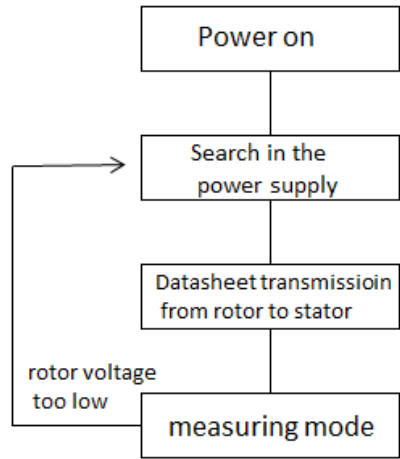 Power on
Search in the
power supply
Datasheet transmissioin
from rotor to stator
rotor voltage
too low
measuring mode